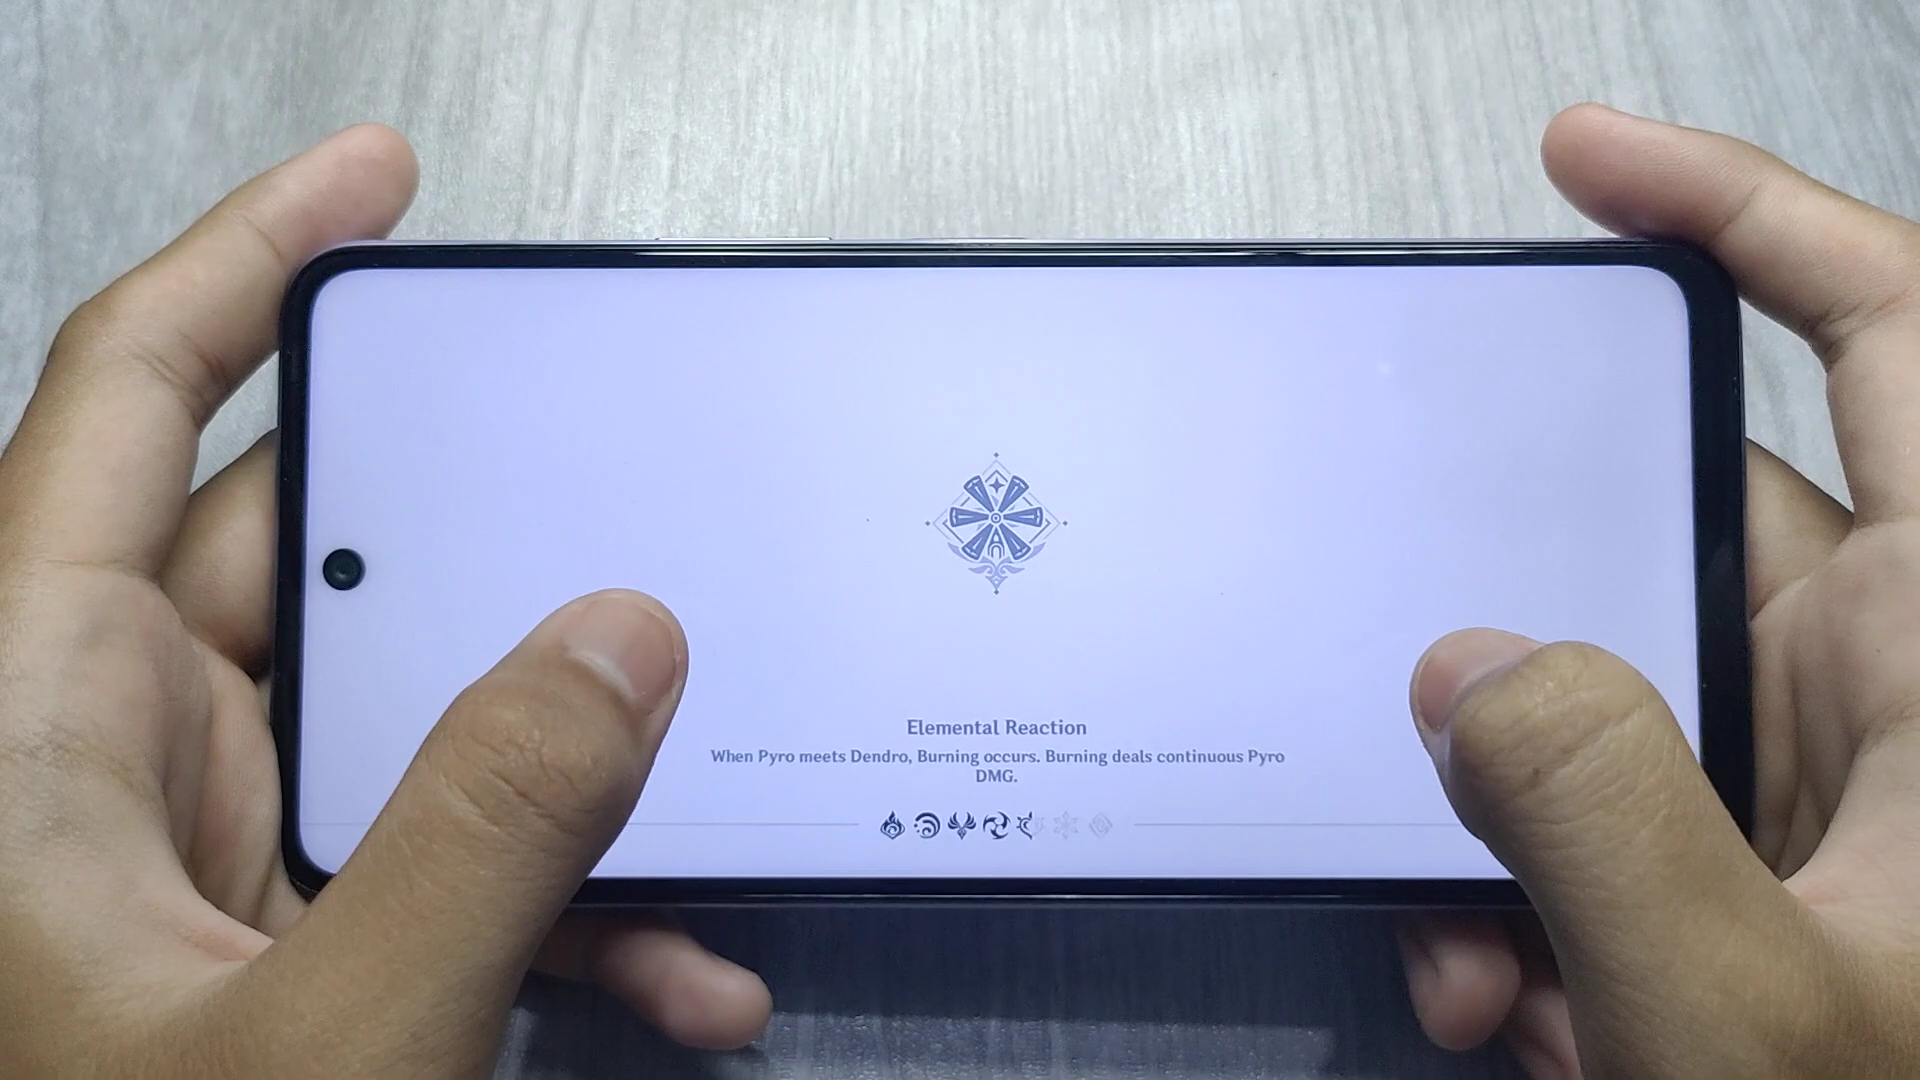 Elemental Reaction
When Pyro meets Dendro, Burning occurs. Burning deals continuous Pyro
DMG.